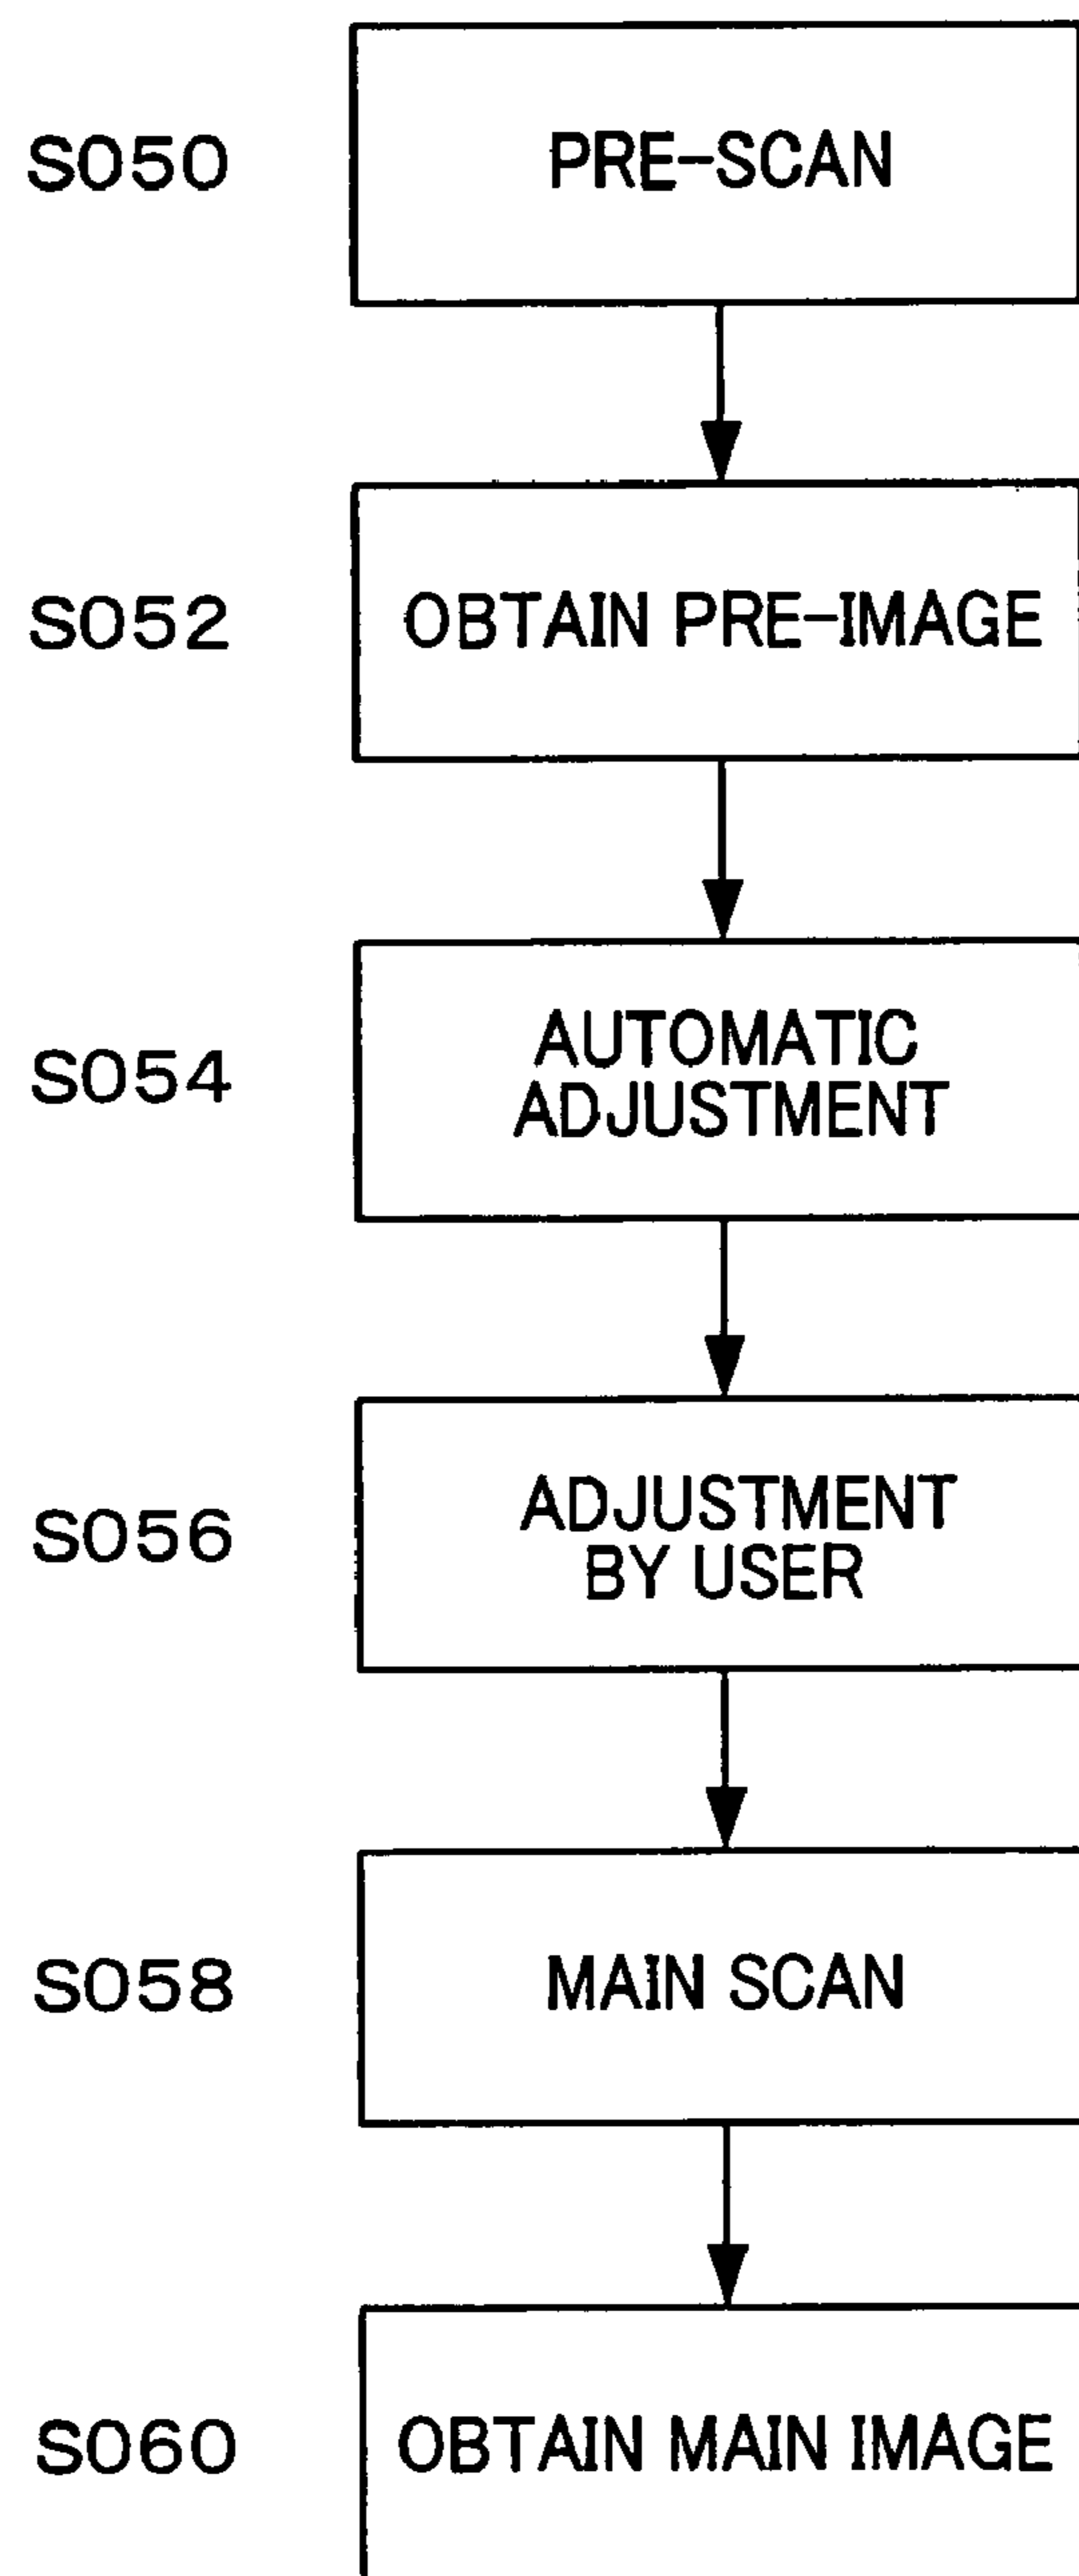 S050
PRE-SCAN
S052
OBTAIN PRE-IMAGE
S054
AUTOMATIC
ADJUSTMENT
S056
ADJUSTMENT
BY USER
S058
MAIN SCAN
S060
OBTAIN MAIN IMAGE